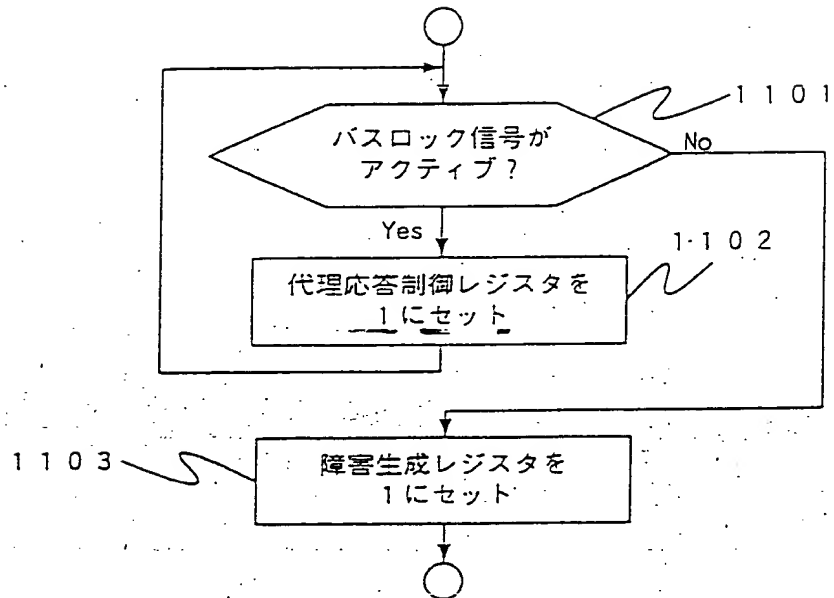 1101
バスロック信号が
アクティブ?
No
Yes
1102
代理応答制御レジスタを
1にセット
1103
障害生成レジスタを
1にセット